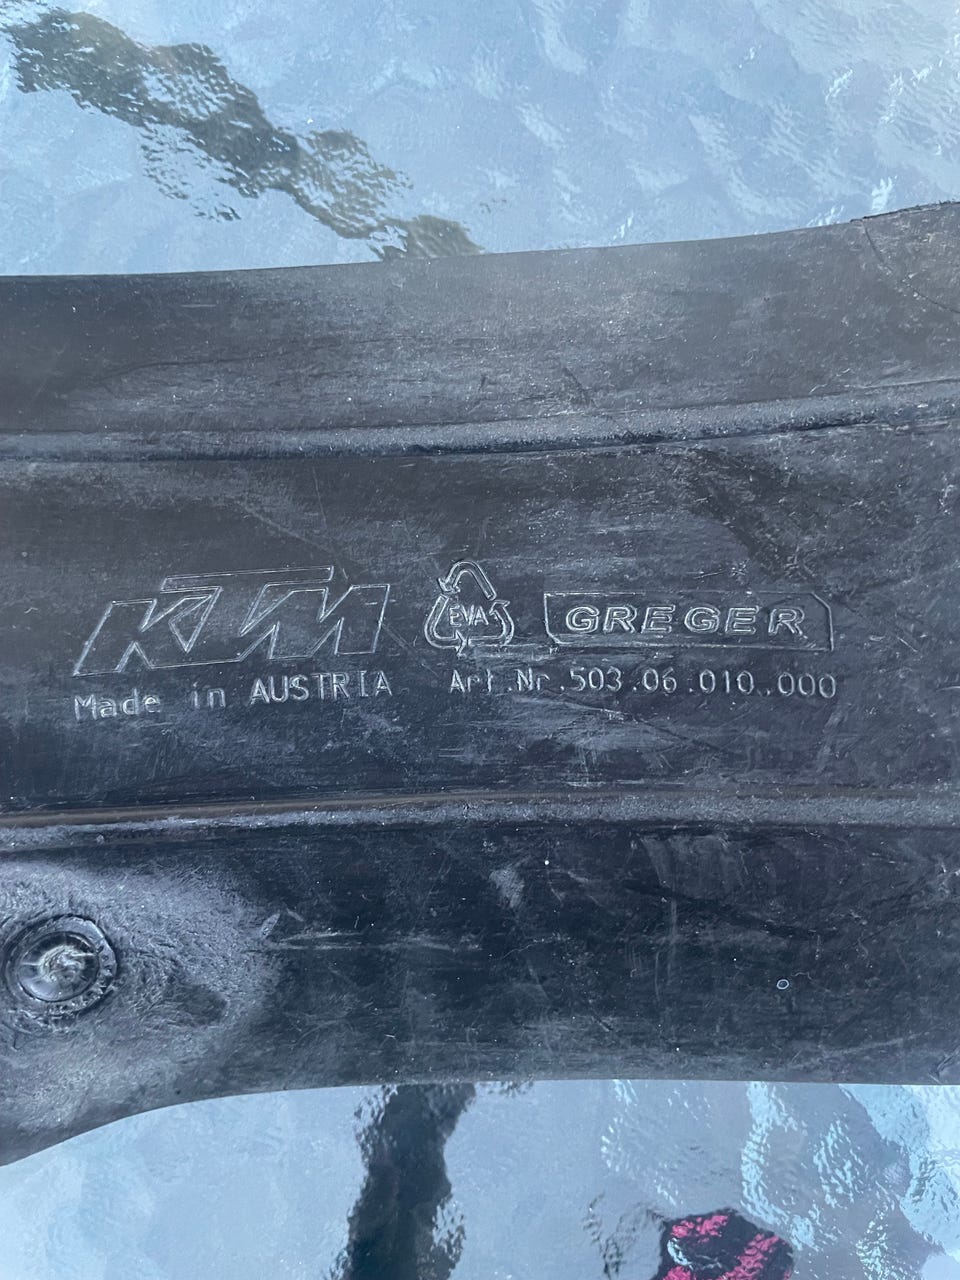 KTM EVA GREGER
Made in AUSTRIA Art.Nr.503.06.010.000